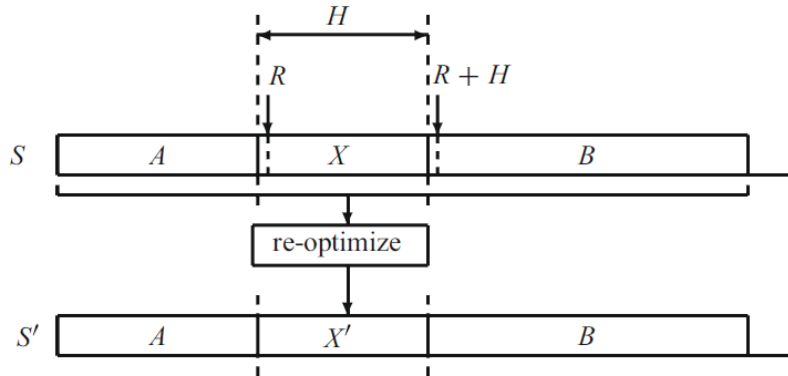 H
R R + H
S A X B
re-optimize
S′ A X′ B